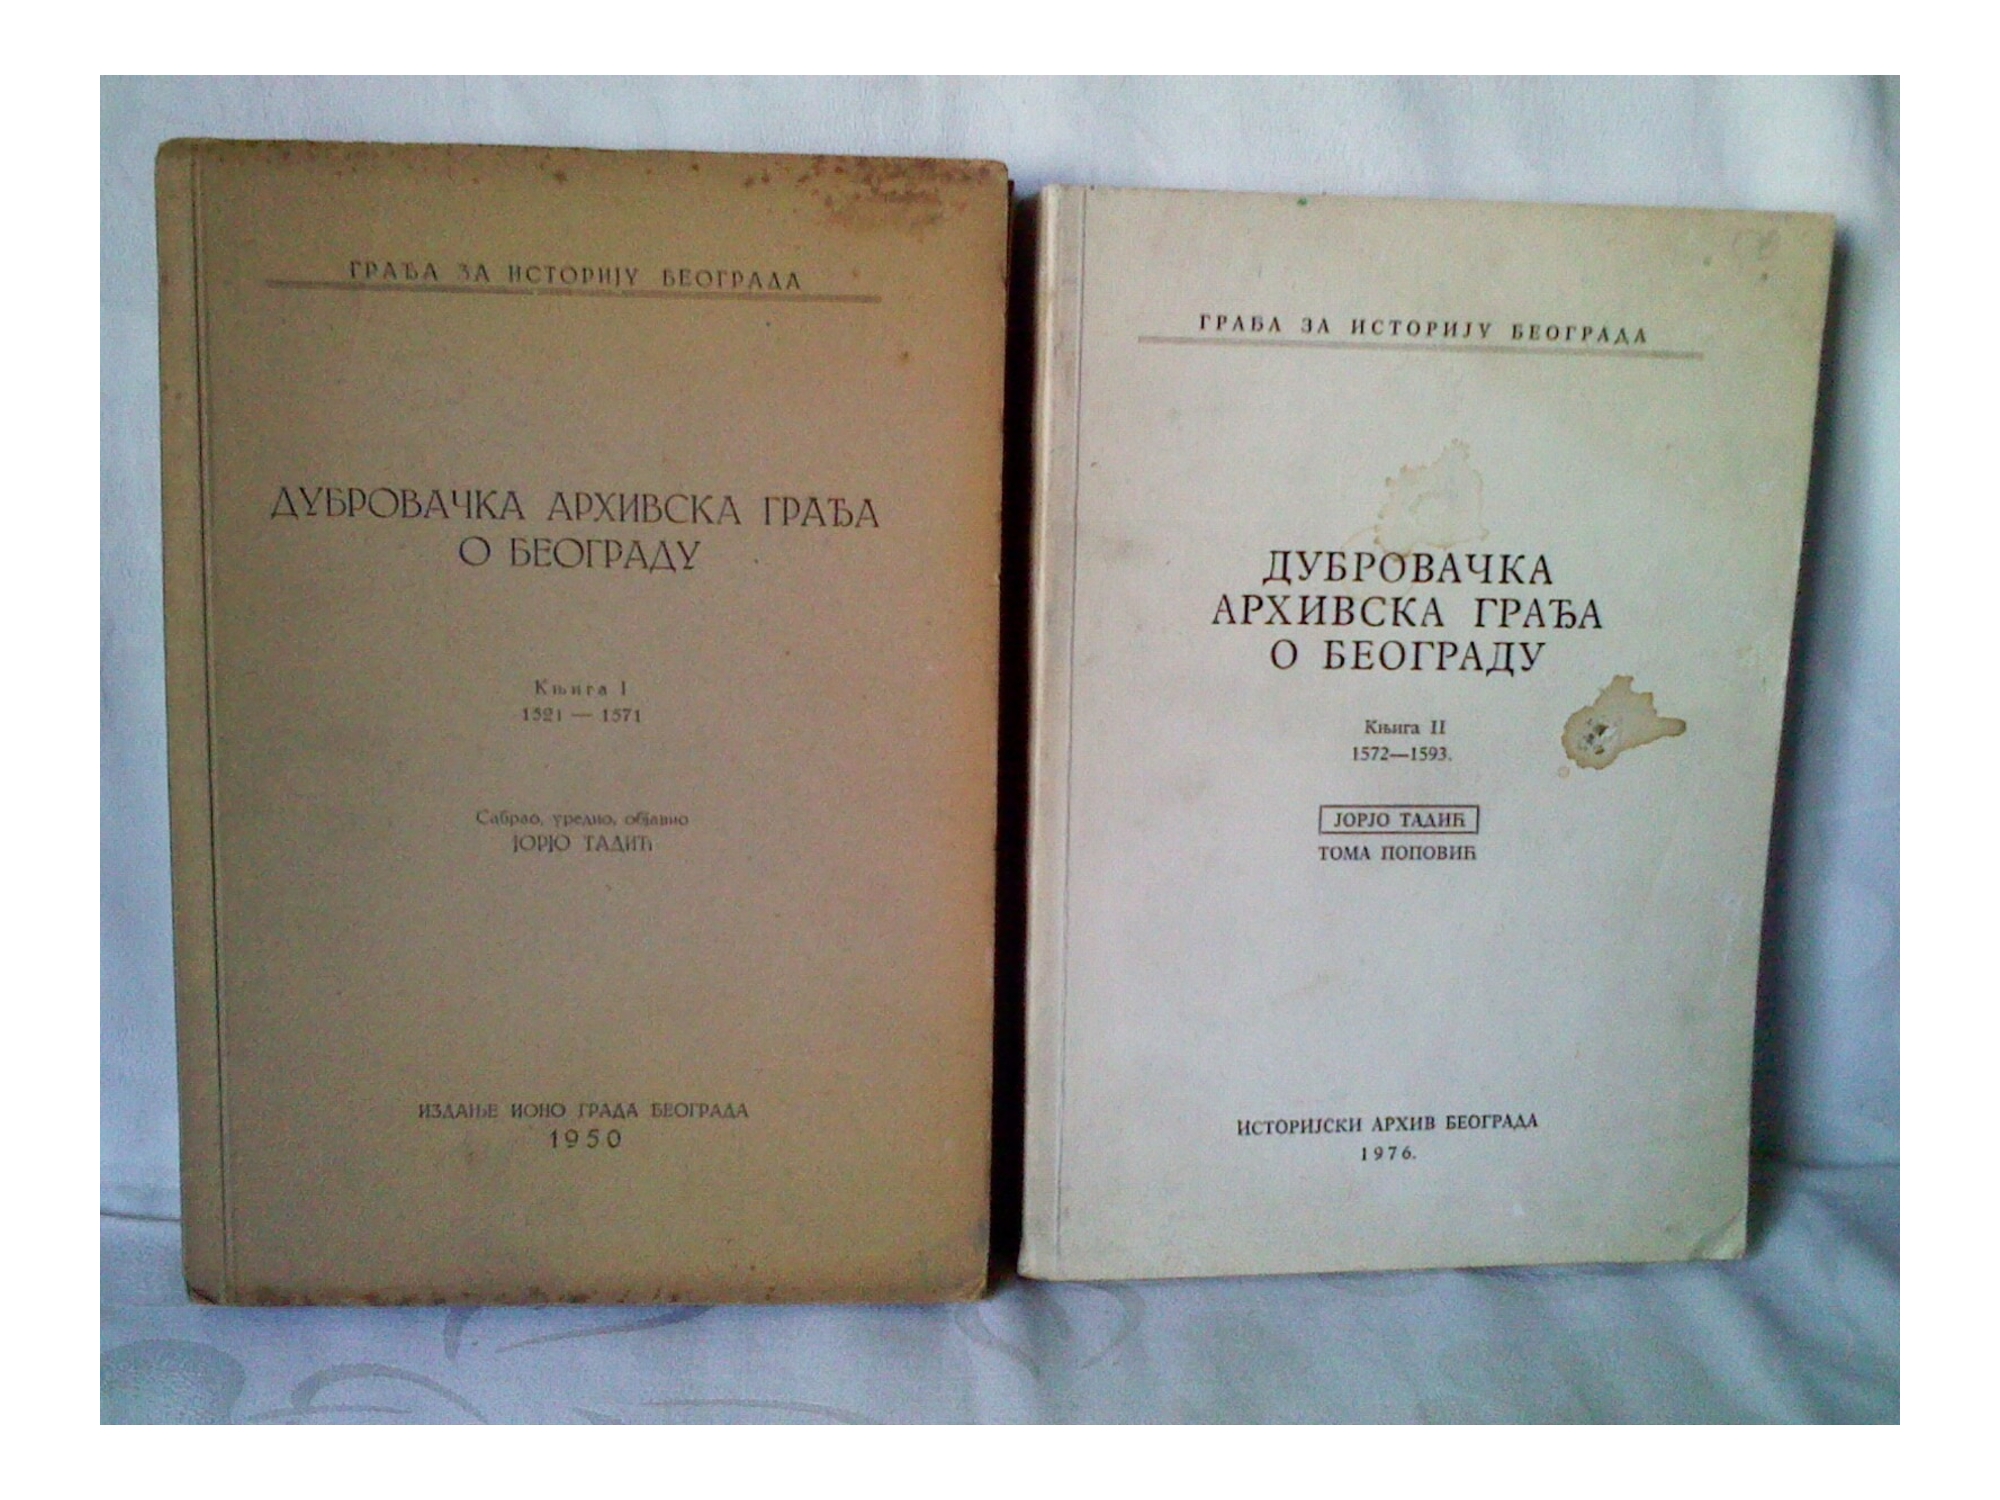 ГРАЂА ЗА ИСТОРИЈУ БЕОГРАДА
ДУБРОВАЧКА АРХИВСКА ГРАЂА
О БЕОГРАДУ
Књига I
1521 — 1571
Сабрао, уредио, објавио
ЈОРЈО ТАДИЋ
ИЗДАЊЕ ИОНО ГРАДА БЕОГРАДА
1950
ГРАЂА ЗА ИСТОРИЈУ БЕОГРАДА
ДУБРОВАЧКА
АРХИВСКА ГРАЂА
О БЕОГРАДУ
Књига II
1572—1593.
ЈОРЈО ТАДИЋ
ТОМА ПОПОВИЋ
ИСТОРИЈСКИ АРХИВ БЕОГРАДА
1976.